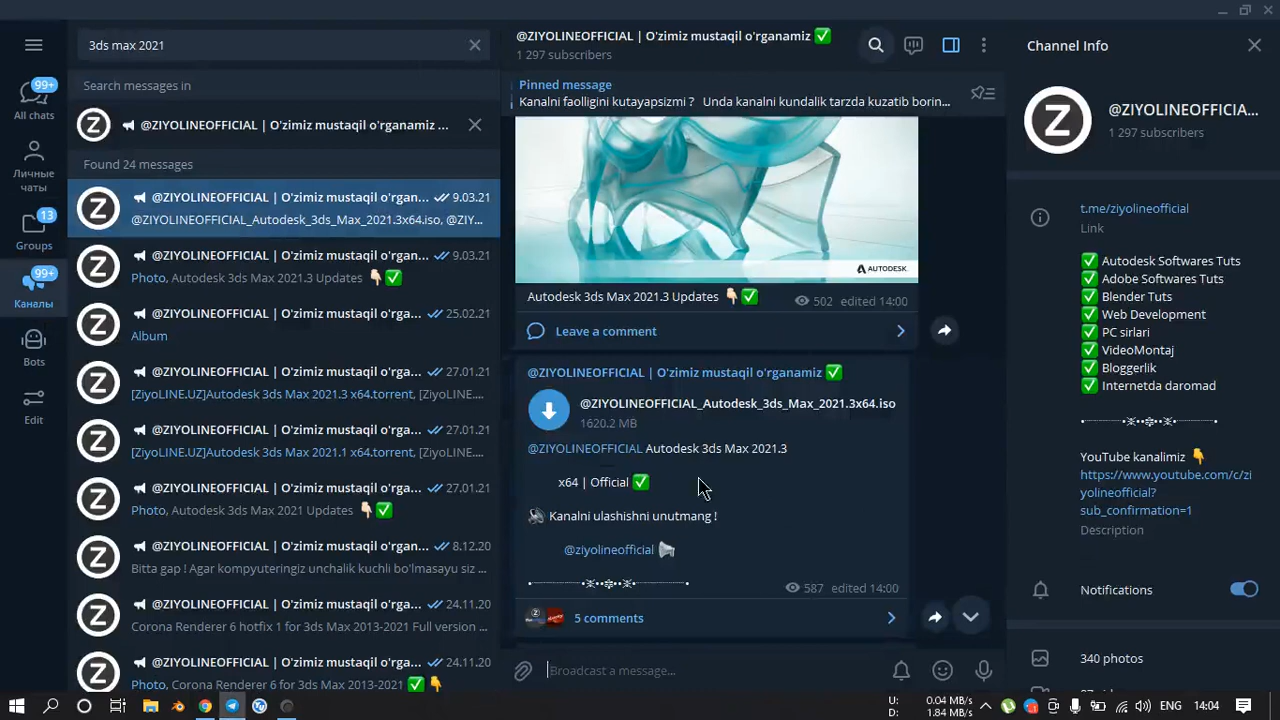 3ds max 2021
Search messages in
@ZIYOLINEOFFICIAL | O'zimiz mustaqil o'rganamiz ...
Found 24 messages
@ZIYOLINEOFFICIAL | O'zimiz mustaqil o'rgan... 9.03.21
@ZIYOLINEOFFICIAL_Autodesk_3ds_Max_2021.3x64.iso, @ZIY...
@ZIYOLINEOFFICIAL | O'zimiz mustaqil o'rgan... 9.03.21
Photo, Autodesk 3ds Max 2021.3 Updates 👇🏻✅
@ZIYOLINEOFFICIAL | O'zimiz mustaqil o'rgan... 25.02.21
Album
@ZIYOLINEOFFICIAL | O'zimiz mustaqil o'rgan... 27.01.21
[ZiyoLINE.UZ]Autodesk 3ds Max 2021.3 x64.torrent, [ZiyoLINE....
@ZIYOLINEOFFICIAL | O'zimiz mustaqil o'rgan... 27.01.21
[ZiyoLINE.UZ]Autodesk 3ds Max 2021.1 x64.torrent, [ZiyoLINE....
@ZIYOLINEOFFICIAL | O'zimiz mustaqil o'rgan... 27.01.21
Photo, Autodesk 3ds Max 2021 Updates 👇🏻✅
@ZIYOLINEOFFICIAL | O'zimiz mustaqil o'rgan... 8.12.20
Bitta gap ! Agar kompyuteringiz unchalik kuchli bo'lmasayu siz ...
@ZIYOLINEOFFICIAL | O'zimiz mustaqil o'rgan... 24.11.20
Corona Renderer 6 hotfix 1 for 3ds Max 2013-2021 Full version ...
@ZIYOLINEOFFICIAL | O'zimiz mustaqil o'rgan... 24.11.20
Photo, Corona Renderer 6 for 3ds Max 2013-2021 ✅👇
99+
All chats
Личные
чаты
13
Groups
99+
Каналы
Bots
Edit
@ZIYOLINEOFFICIAL | O'zimiz mustaqil o'rganamiz ✅
1 297 subscribers
Pinned message
Kanalni faolligini kutayapsizmi ? Unda kanalni kundalik tarzda kuzatib borin...
AUTODESK
Autodesk 3ds Max 2021.3 Updates 👇🏻✅ 502 edited 14:00
Leave a comment
@ZIYOLINEOFFICIAL | O'zimiz mustaqil o'rganamiz ✅
@ZIYOLINEOFFICIAL_Autodesk_3ds_Max_2021.3x64.iso
1620.2 MB
@ZIYOLINEOFFICIAL Autodesk 3ds Max 2021.3
x64 | Official ✅
🔊 Kanalni ulashishni unutmang !
@ziyolineofficial 📢
587 edited 14:00
5 comments
Broadcast a message...
Channel Info
Z
@ZIYOLINEOFFICIA...
1 297 subscribers
t.me/ziyolineofficial
Link
✅ Autodesk Softwares Tuts
✅ Adobe Softwares Tuts
✅ Blender Tuts
✅ Web Development
✅ PC sirlari
✅ VideoMontaj
✅ Bloggerlik
✅ Internetda daromad
YouTube kanalimiz 👇
https://www.youtube.com/c/zi
yolineofficial?
sub_confirmation=1
Description
Notifications
340 photos
U: 0.04 MB/s
D: 1.84 MB/s
ENG 14:04